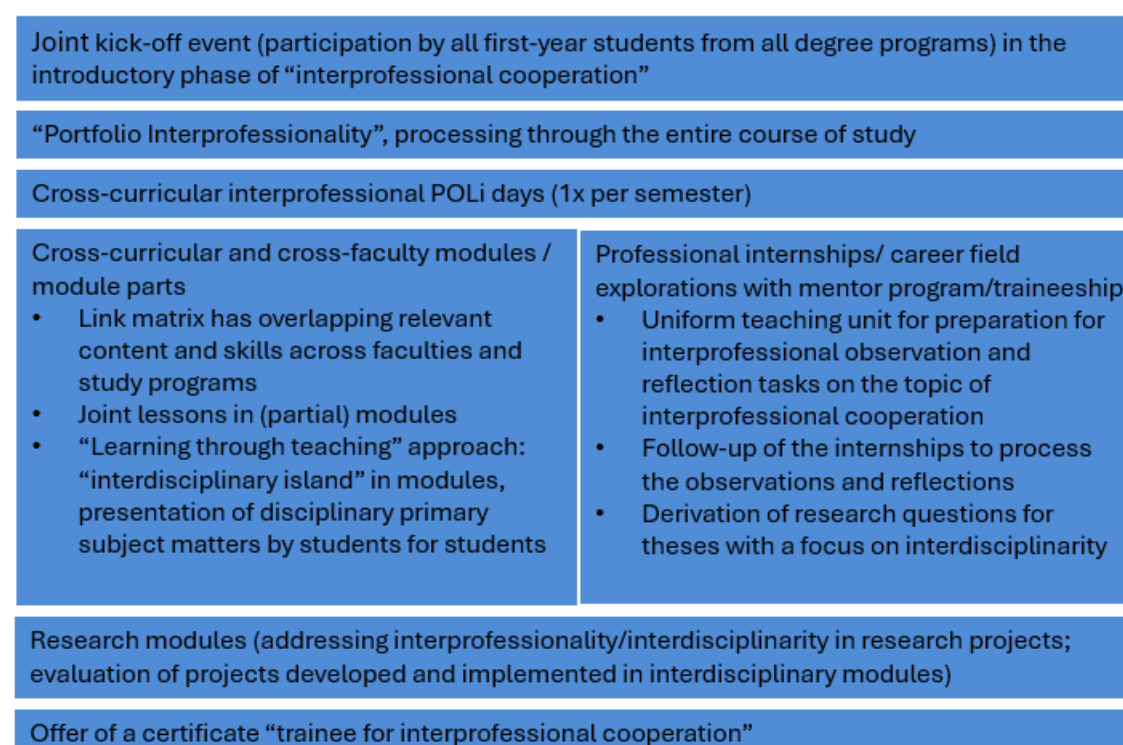 Joint kick-off event (participation by all first-year students from all degree programs) in the
introductory phase of “interprofessional cooperation”
“Portfolio Interprofessionality”, processing through the entire course of study
Cross-curricular interprofessional POLi days (1x per semester)
Cross-curricular and cross-faculty modules /
module parts
• Link matrix has overlapping relevant
content and skills across faculties and
study programs
• Joint lessons in (partial) modules
• “Learning through teaching” approach:
“interdisciplinary island” in modules,
presentation of disciplinary primary
subject matters by students for students
Professional internships/ career field
explorations with mentor program/traineeship
• Uniform teaching unit for preparation for
interprofessional observation and
reflection tasks on the topic of
interprofessional cooperation
• Follow-up of the internships to process
the observations and reflections
• Derivation of research questions for
theses with a focus on interdisciplinarity
Research modules (addressing interprofessionality/interdisciplinarity in research projects;
evaluation of projects developed and implemented in interdisciplinary modules)
Offer of a certificate “trainee for interprofessional cooperation”